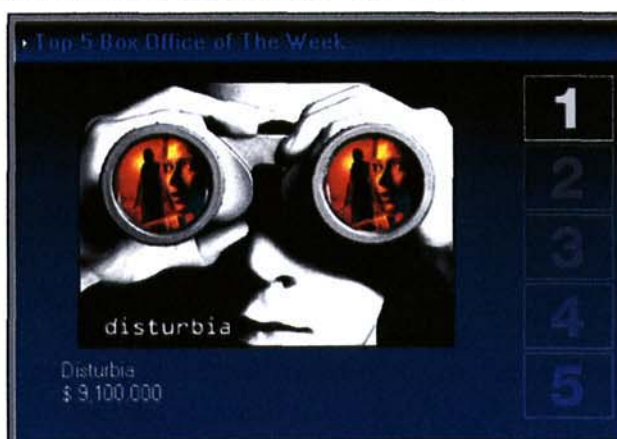 Top 5 Box Office of The Week
1
2
3
4
5
disturbia
Disturbia
$ 9,100,000